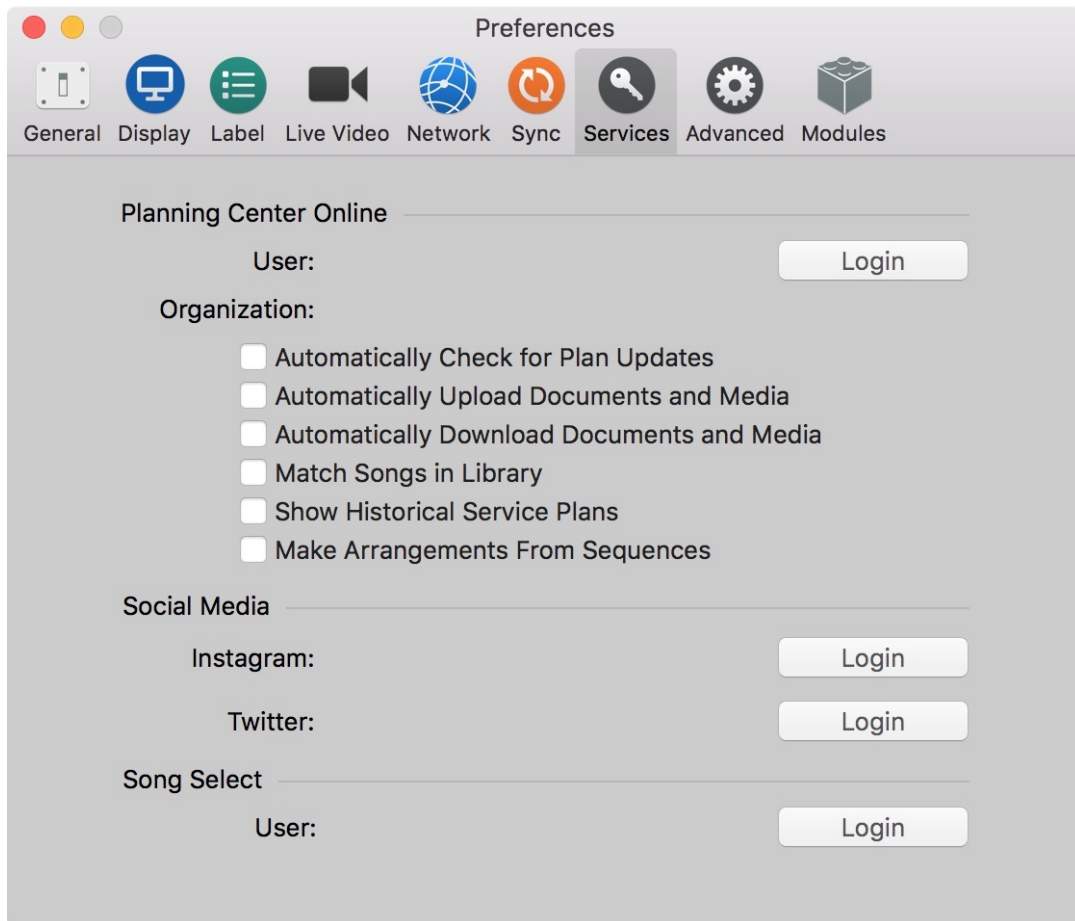 Preferences
General Display Label Live Video Network Sync Services Advanced Modules
Planning Center Online
User: Login
Organization:
Automatically Check for Plan Updates
Automatically Upload Documents and Media
Automatically Download Documents and Media
Match Songs in Library
Show Historical Service Plans
Make Arrangements From Sequences
Social Media
Instagram: Login
Twitter: Login
Song Select
User: Login